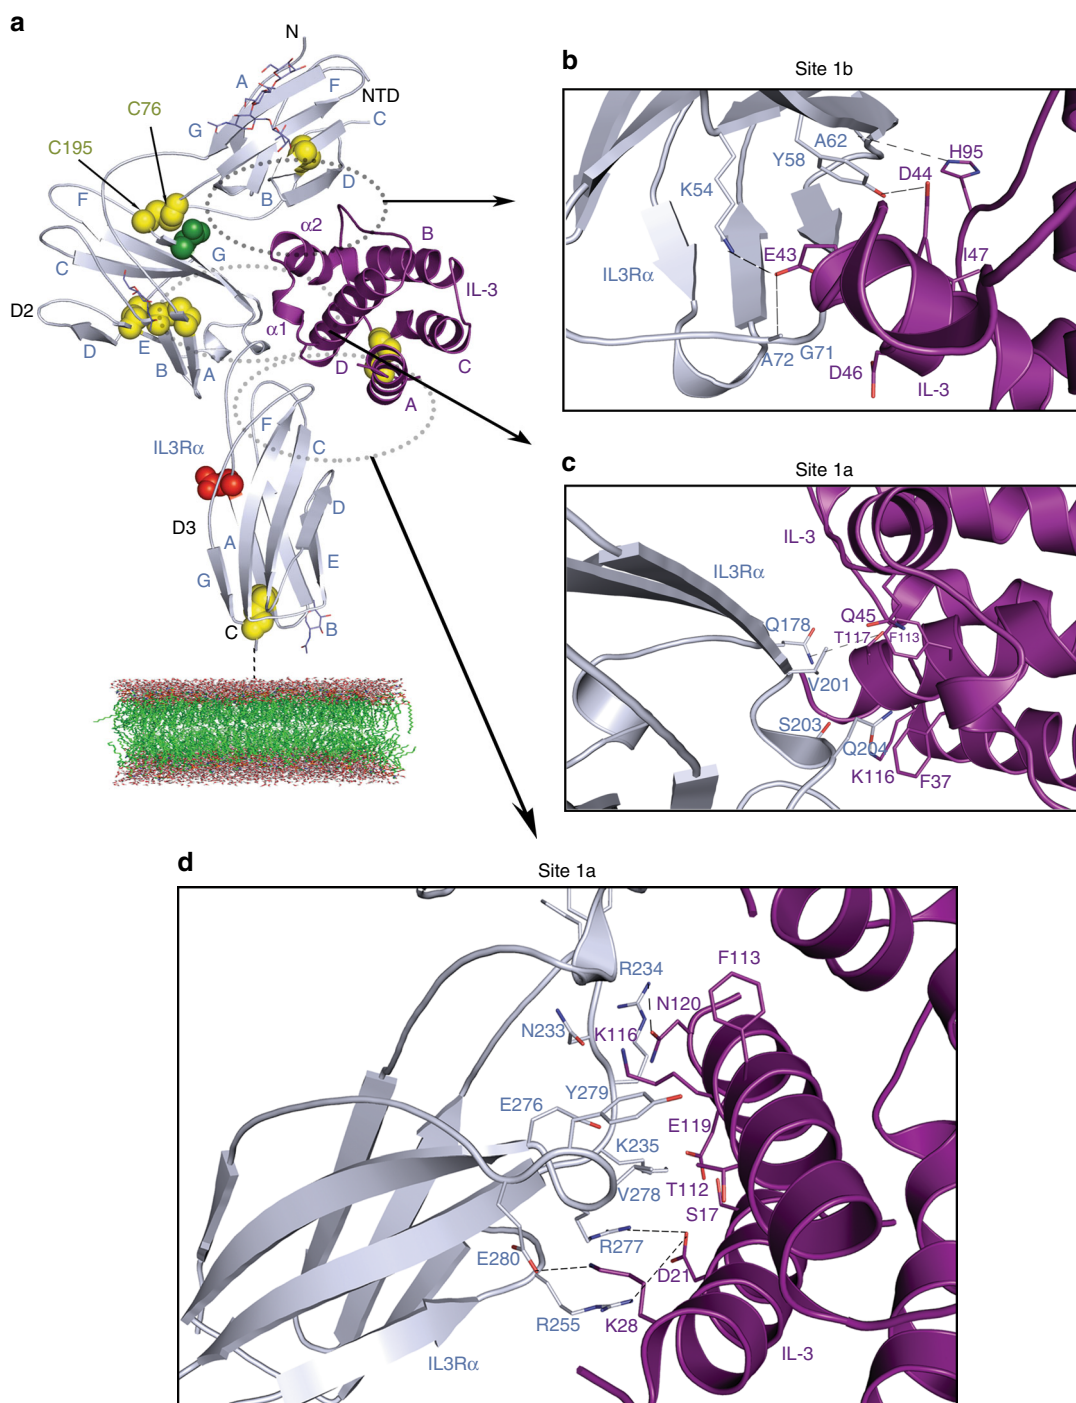 a
N
A
F
NTD
C76
G
C
C195
D
F
B
α2
B
G
C
IL-3
D2
α1
E
D
B
A
D
C
A
F
IL3Rα
C
D
D3
A
E
G
C
B
b
Site 1b
A62
H95
Y58
D44
K54
E43
I47
IL3Rα
A72
G71
D46
IL-3
c
Site 1a
IL-3
IL3Rα
Q178
Q45
T117
F113
V201
S203
Q204
K116
F37
d
Site 1a
F113
R234
N120
N233
K116
Y279
E276
E119
K235
T112
V278
S17
R277
E280
D21
R255
K28
IL3Rα
IL-3